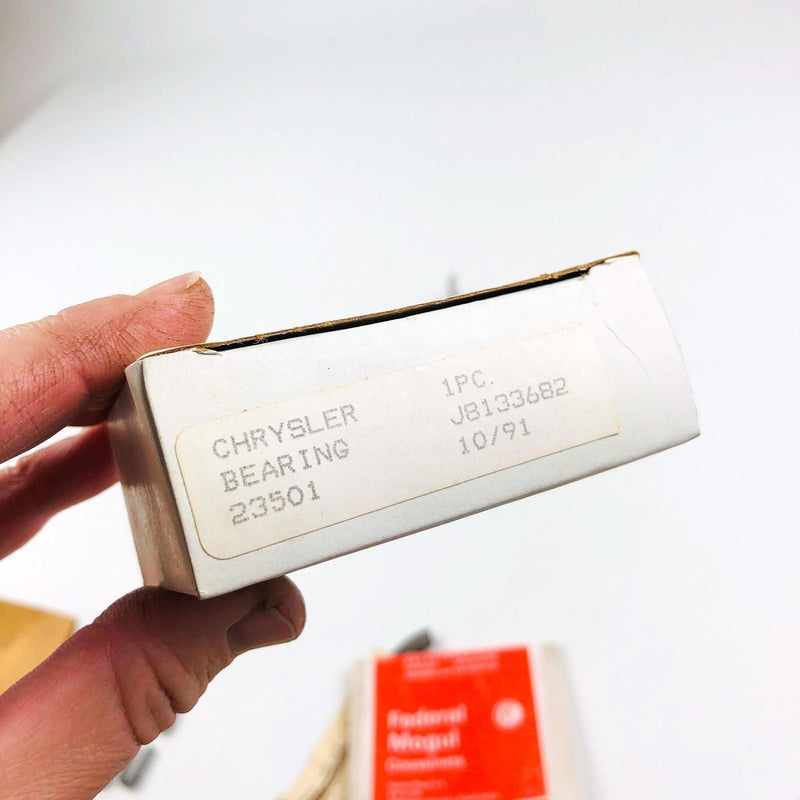 CHRYSLER
BEARING
23501
1PC.
J8133682
10/91
Federal
Mogul